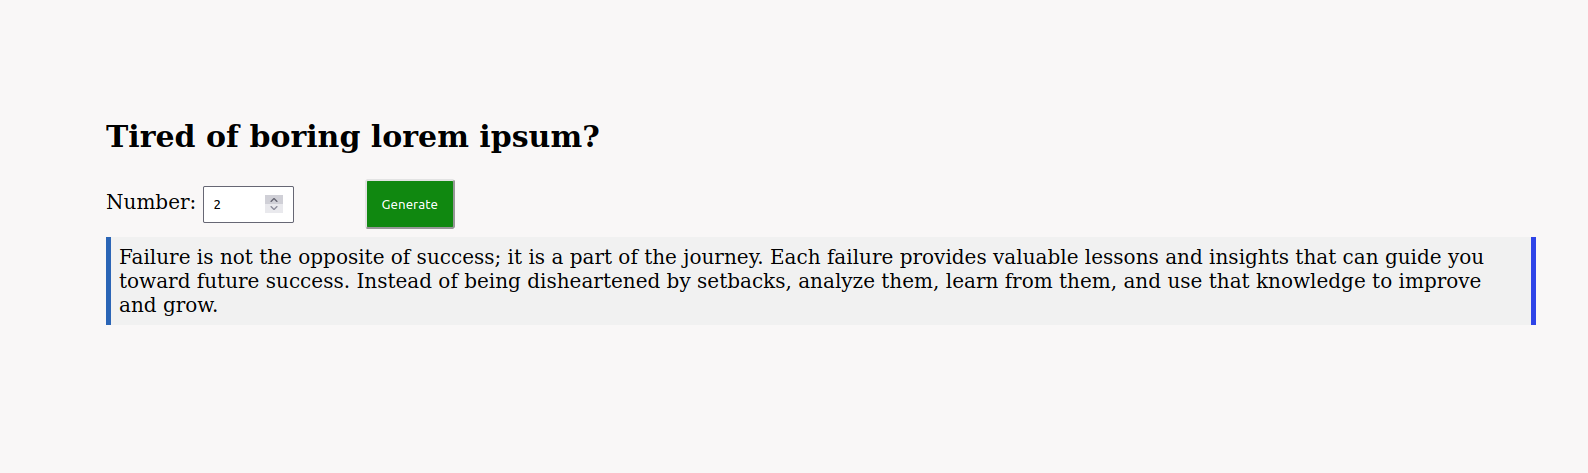 Tired of boring lorem ipsum?
Number: 2 Generate
Failure is not the opposite of success; it is a part of the journey. Each failure provides valuable lessons and insights that can guide you
toward future success. Instead of being disheartened by setbacks, analyze them, learn from them, and use that knowledge to improve
and grow.